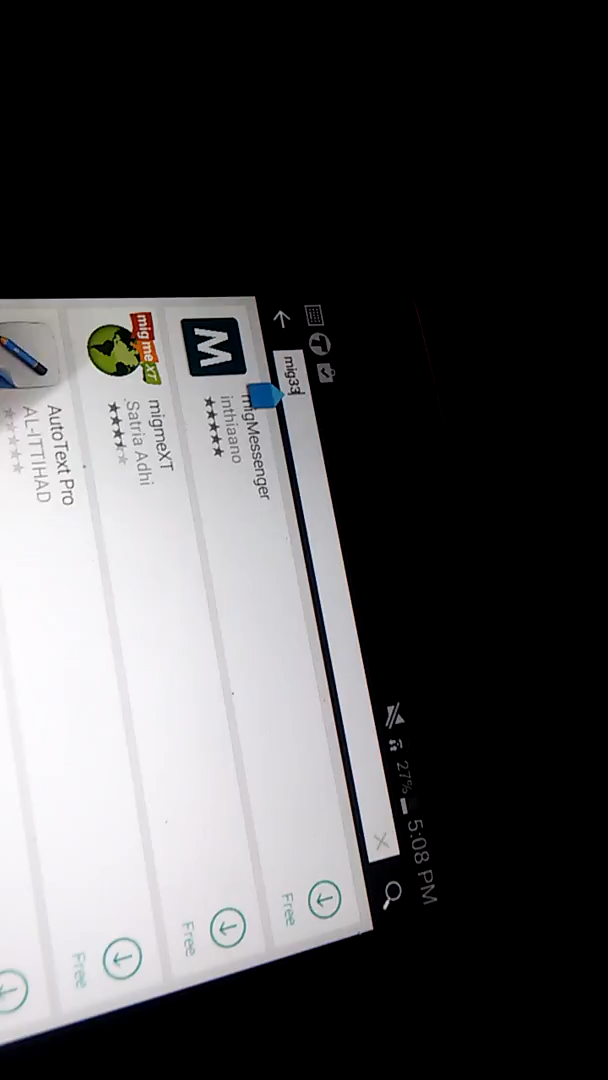 27% 5:08 PM
mig33
migMessenger
inthiaano
Free
mig me XT
migmeXT
Satria Adhi
Free
AutoText Pro
AL-ITTIHAD
Free